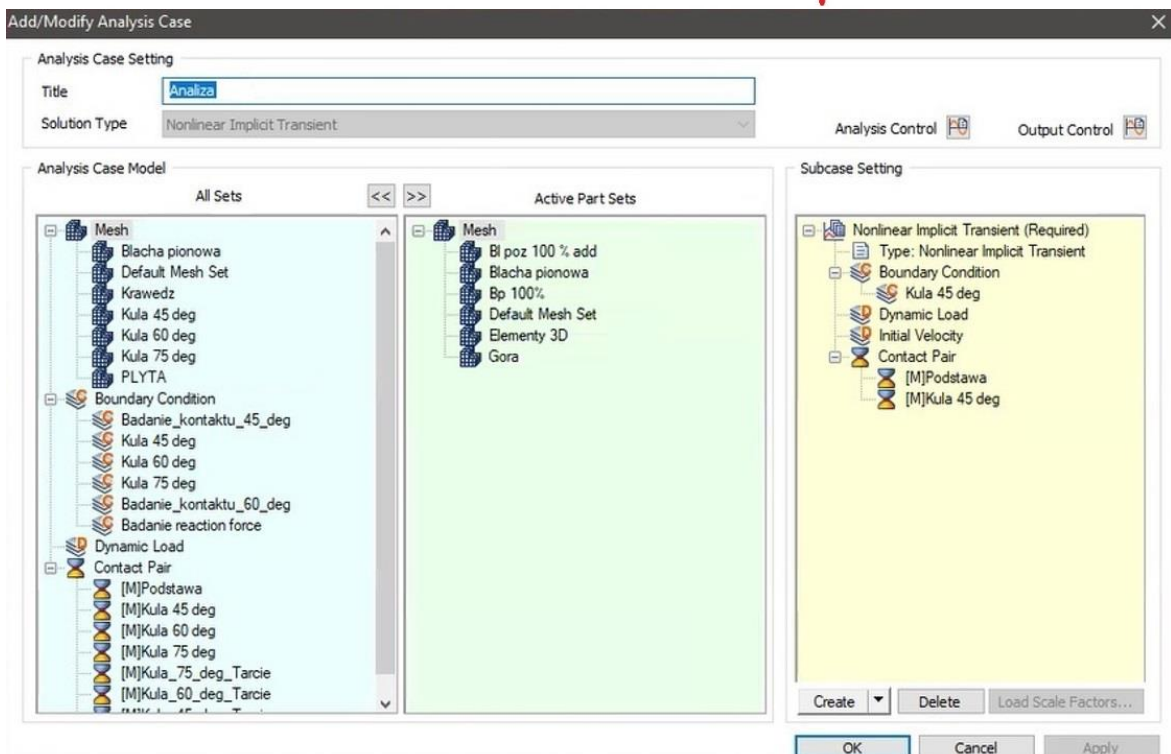 Add/Modify Analysis Case
Analysis Case Setting
Title
Analiza
Solution Type
Nonlinear Implicit Transient
Analysis Control
Output Control
Analysis Case Model
All Sets
<<
>>
Active Part Sets
Mesh
Blacha pionowa
Default Mesh Set
Krawedz
Kula 45 deg
Kula 60 deg
Kula 75 deg
PLYTA
Boundary Condition
Badanie_kontaktu_45_deg
Kula 45 deg
Kula 60 deg
Kula 75 deg
Badanie_kontaktu_60_deg
Badanie reaction force
Dynamic Load
Contact Pair
[M]Podstawa
[M]Kula 45 deg
[M]Kula 60 deg
[M]Kula 75 deg
[M]Kula_75_deg_Tarcie
[M]Kula_60_deg_Tarcie
Mesh
Bl poz 100 % add
Blacha pionowa
Bp 100%
Default Mesh Set
Elementy 3D
Gora
Subcase Setting
Nonlinear Implicit Transient (Required)
Type: Nonlinear Implicit Transient
Boundary Condition
Kula 45 deg
Dynamic Load
Initial Velocity
Contact Pair
[M]Podstawa
[M]Kula 45 deg
Create
Delete
Load Scale Factors...
OK
Cancel
Apply